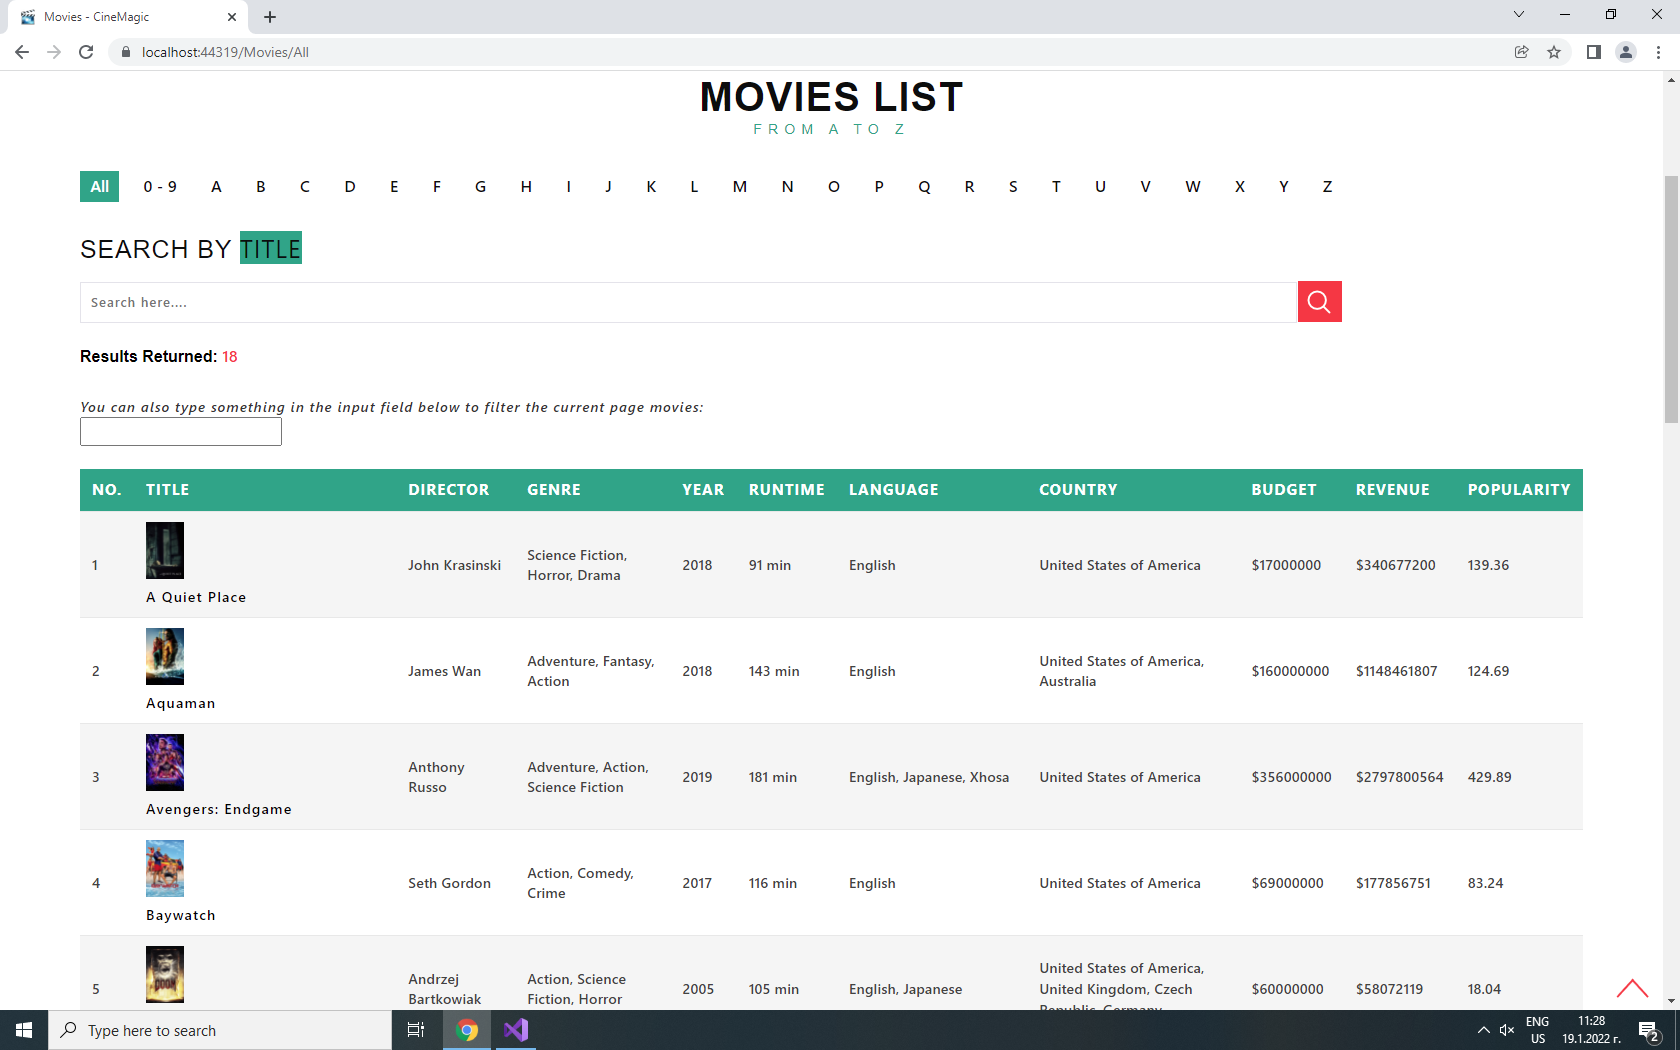 Movies - CineMagic
localhost:44319/Movies/All
MOVIES LIST
FROM A TO Z
All 0 - 9 A B C D E F G H I J K L M N O P Q R S T U V W X Y Z
SEARCH BY TITLE
Search here....
Results Returned: 18
You can also type something in the input field below to filter the current page movies:
NO. TITLE DIRECTOR GENRE YEAR RUNTIME LANGUAGE COUNTRY BUDGET REVENUE POPULARITY
1 John Krasinski Science Fiction, Horror, Drama 2018 91 min English United States of America $17000000 $340677200 139.36
A Quiet Place
2 James Wan Adventure, Fantasy, Action 2018 143 min English United States of America, Australia $160000000 $1148461807 124.69
Aquaman
3 Anthony Russo Adventure, Action, Science Fiction 2019 181 min English, Japanese, Xhosa United States of America $356000000 $2797800564 429.89
Avengers: Endgame
4 Seth Gordon Action, Comedy, Crime 2017 116 min English United States of America $69000000 $177856751 83.24
Baywatch
5 DOOM Andrzej Bartkowiak Action, Science Fiction, Horror 2005 105 min English, Japanese United States of America, United Kingdom, Czech Republic, Germany $60000000 $58072119 18.04
Type here to search
ENG
US
11:28
19.1.2022 г.
2